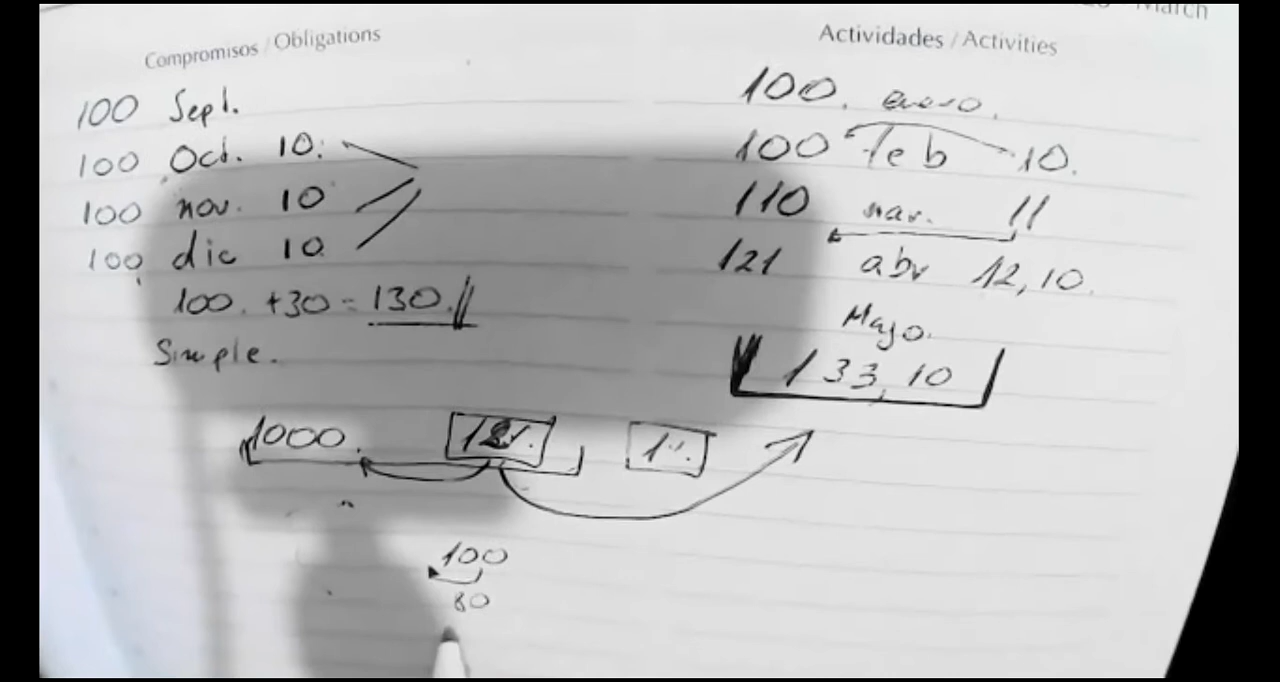 March
Compromisos / Obligations
100 Sept.
100 Oct. 10.
100 nov. 10
100 dic 10
100. +30 = 130.
Simple.
Actividades / Activities
100. enero.
100 feb 10.
110 mar. 11
121 abr 12,10.
Mayo.
133,10
1000. 12%. 1%.
100
80